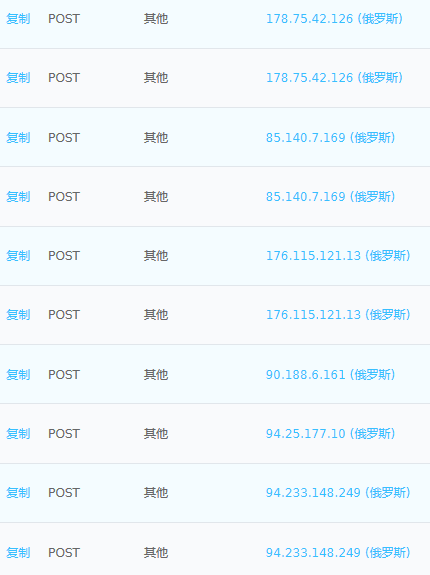 复制 POST 其他 178.75.42.126 (俄罗斯)
复制 POST 其他 178.75.42.126 (俄罗斯)
复制 POST 其他 85.140.7.169 (俄罗斯)
复制 POST 其他 85.140.7.169 (俄罗斯)
复制 POST 其他 176.115.121.13 (俄罗斯)
复制 POST 其他 176.115.121.13 (俄罗斯)
复制 POST 其他 90.188.6.161 (俄罗斯)
复制 POST 其他 94.25.177.10 (俄罗斯)
复制 POST 其他 94.233.148.249 (俄罗斯)
复制 POST 其他 94.233.148.249 (俄罗斯)